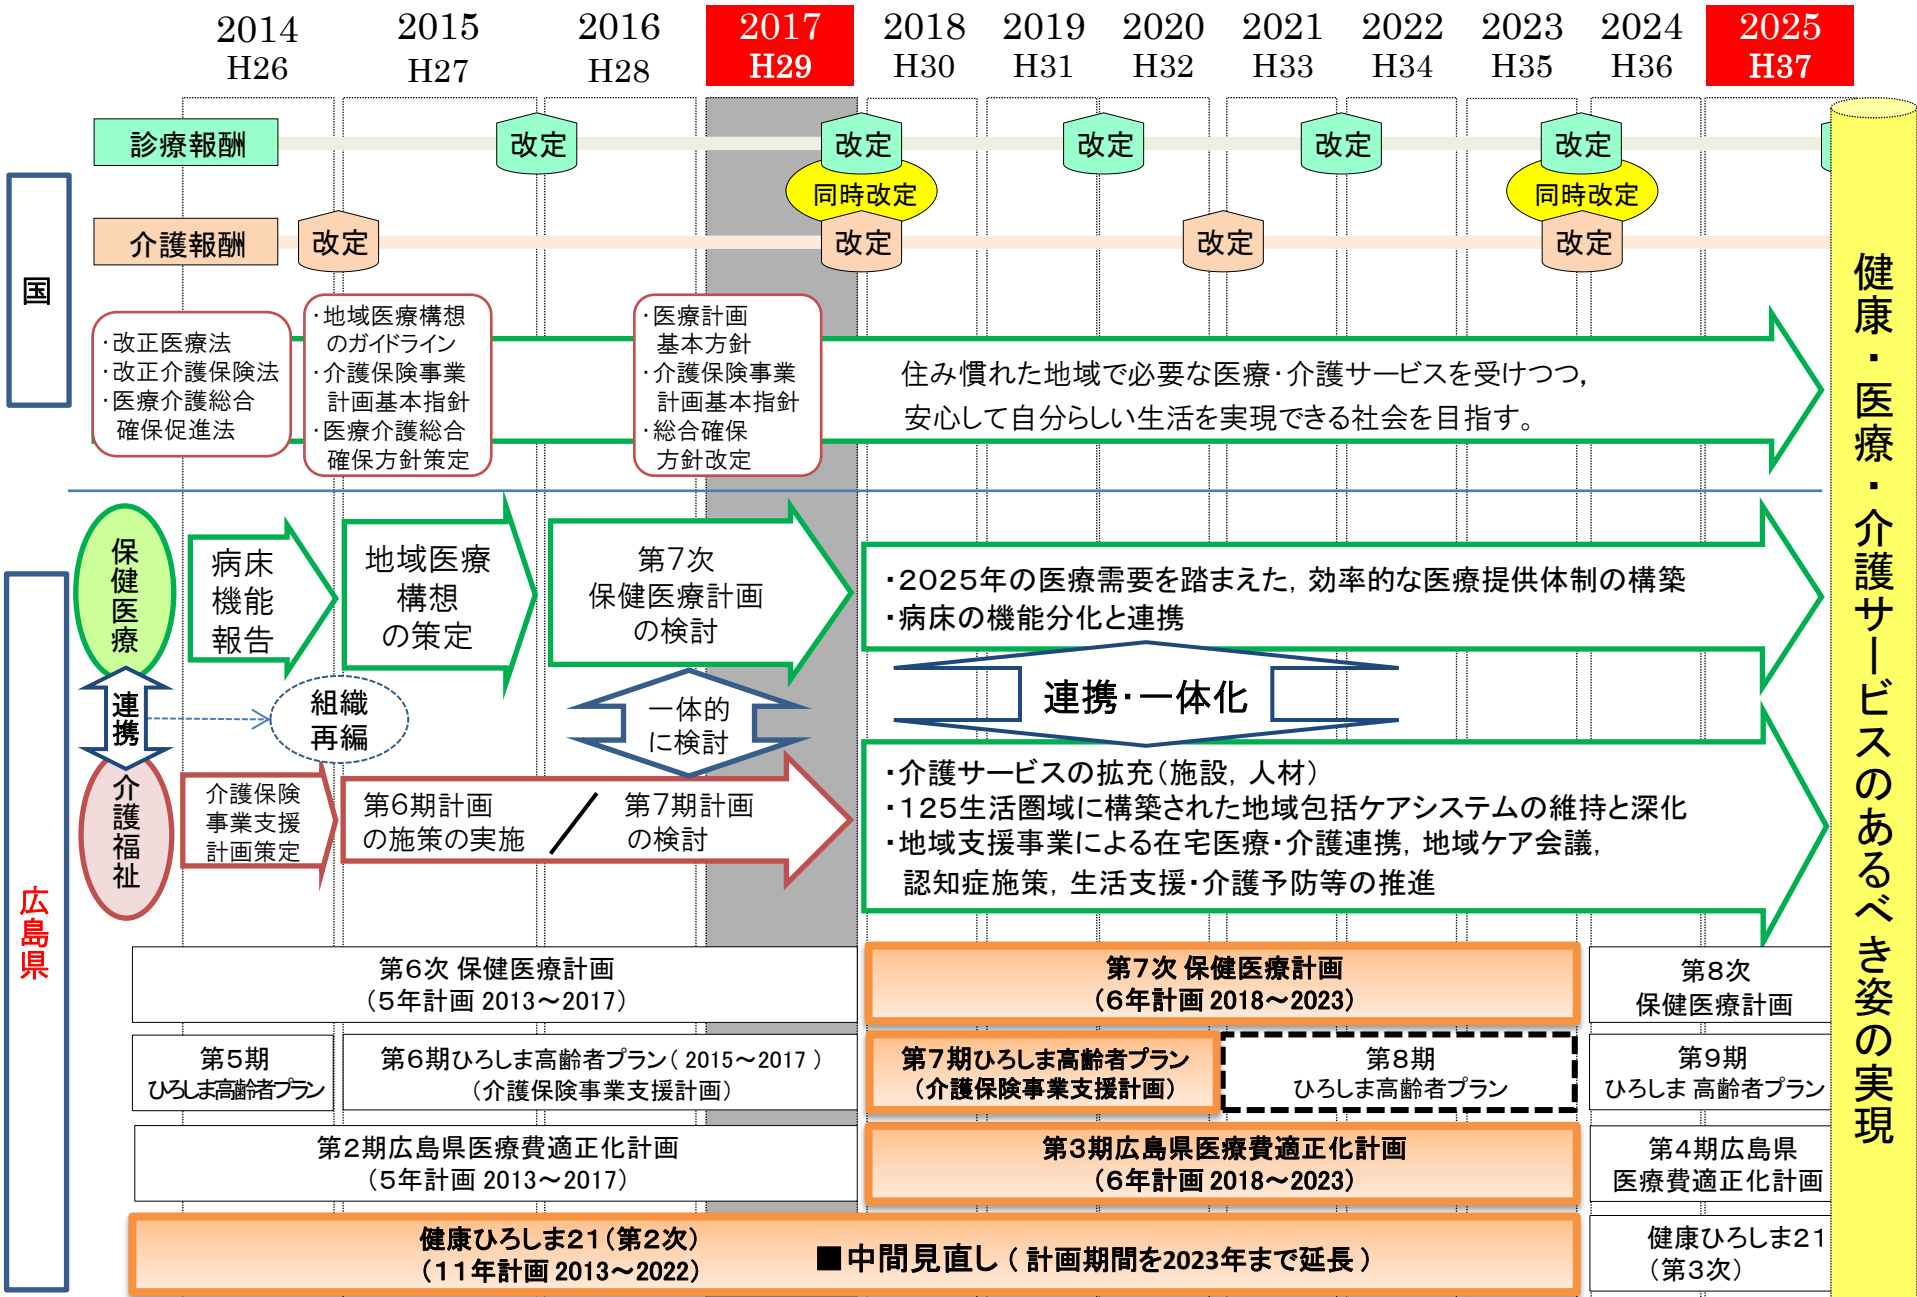 2014
H26
2015
H27
2016
H28
2017
H29
2018
H30
2019
H31
2020
H32
2021
H33
2022
H34
2023
H35
2024
H36
2025
H37
国
診療報酬
改定
改定
改定
改定
改定
同時改定
同時改定
介護報酬
改定
改定
改定
改定
・改正医療法
・改正介護保険法
・医療介護総合
確保促進法
・地域医療構想
のガイドライン
・介護保険事業
計画基本指針
・医療介護総合
確保方針策定
・医療計画
基本方針
・介護保険事業
計画基本指針
・総合確保
方針改定
住み慣れた地域で必要な医療・介護サービスを受けつつ,
安心して自分らしい生活を実現できる社会を目指す。
健康・医療・介護サービスのあるべき姿の実現
広島県
保健医療
連携
介護福祉
病床
機能
報告
地域医療
構想
の策定
第7次
保健医療計画
の検討
・2025年の医療需要を踏まえた, 効率的な医療提供体制の構築
・病床の機能分化と連携
組織
再編
一体的
に検討
連携・一体化
介護保険
事業支援
計画策定
第6期計画
の施策の実施
/
第7期計画
の検討
・介護サービスの拡充(施設, 人材)
・125生活圏域に構築された地域包括ケアシステムの維持と深化
・地域支援事業による在宅医療・介護連携, 地域ケア会議,
認知症施策, 生活支援・介護予防等の推進
第6次 保健医療計画
(5年計画 2013～2017)
第7次 保健医療計画
(6年計画 2018～2023)
第8次
保健医療計画
第5期
ひろしま高齢者プラン
第6期ひろしま高齢者プラン( 2015～2017 )
(介護保険事業支援計画)
第7期ひろしま高齢者プラン
(介護保険事業支援計画)
第8期
ひろしま高齢者プラン
第9期
ひろしま 高齢者プラン
第2期広島県医療費適正化計画
(5年計画 2013～2017)
第3期広島県医療費適正化計画
(6年計画 2018～2023)
第4期広島県
医療費適正化計画
健康ひろしま21(第2次)
(11年計画 2013～2022)
■中間見直し ( 計画期間を2023年まで延長 )
健康ひろしま21
(第3次)